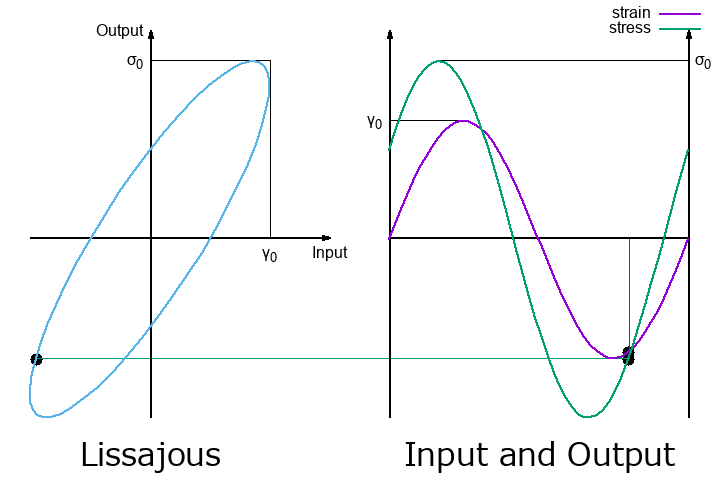 Output
σ0
γ0
Input
Lissajous
strain
stress
σ0
γ0
Input and Output